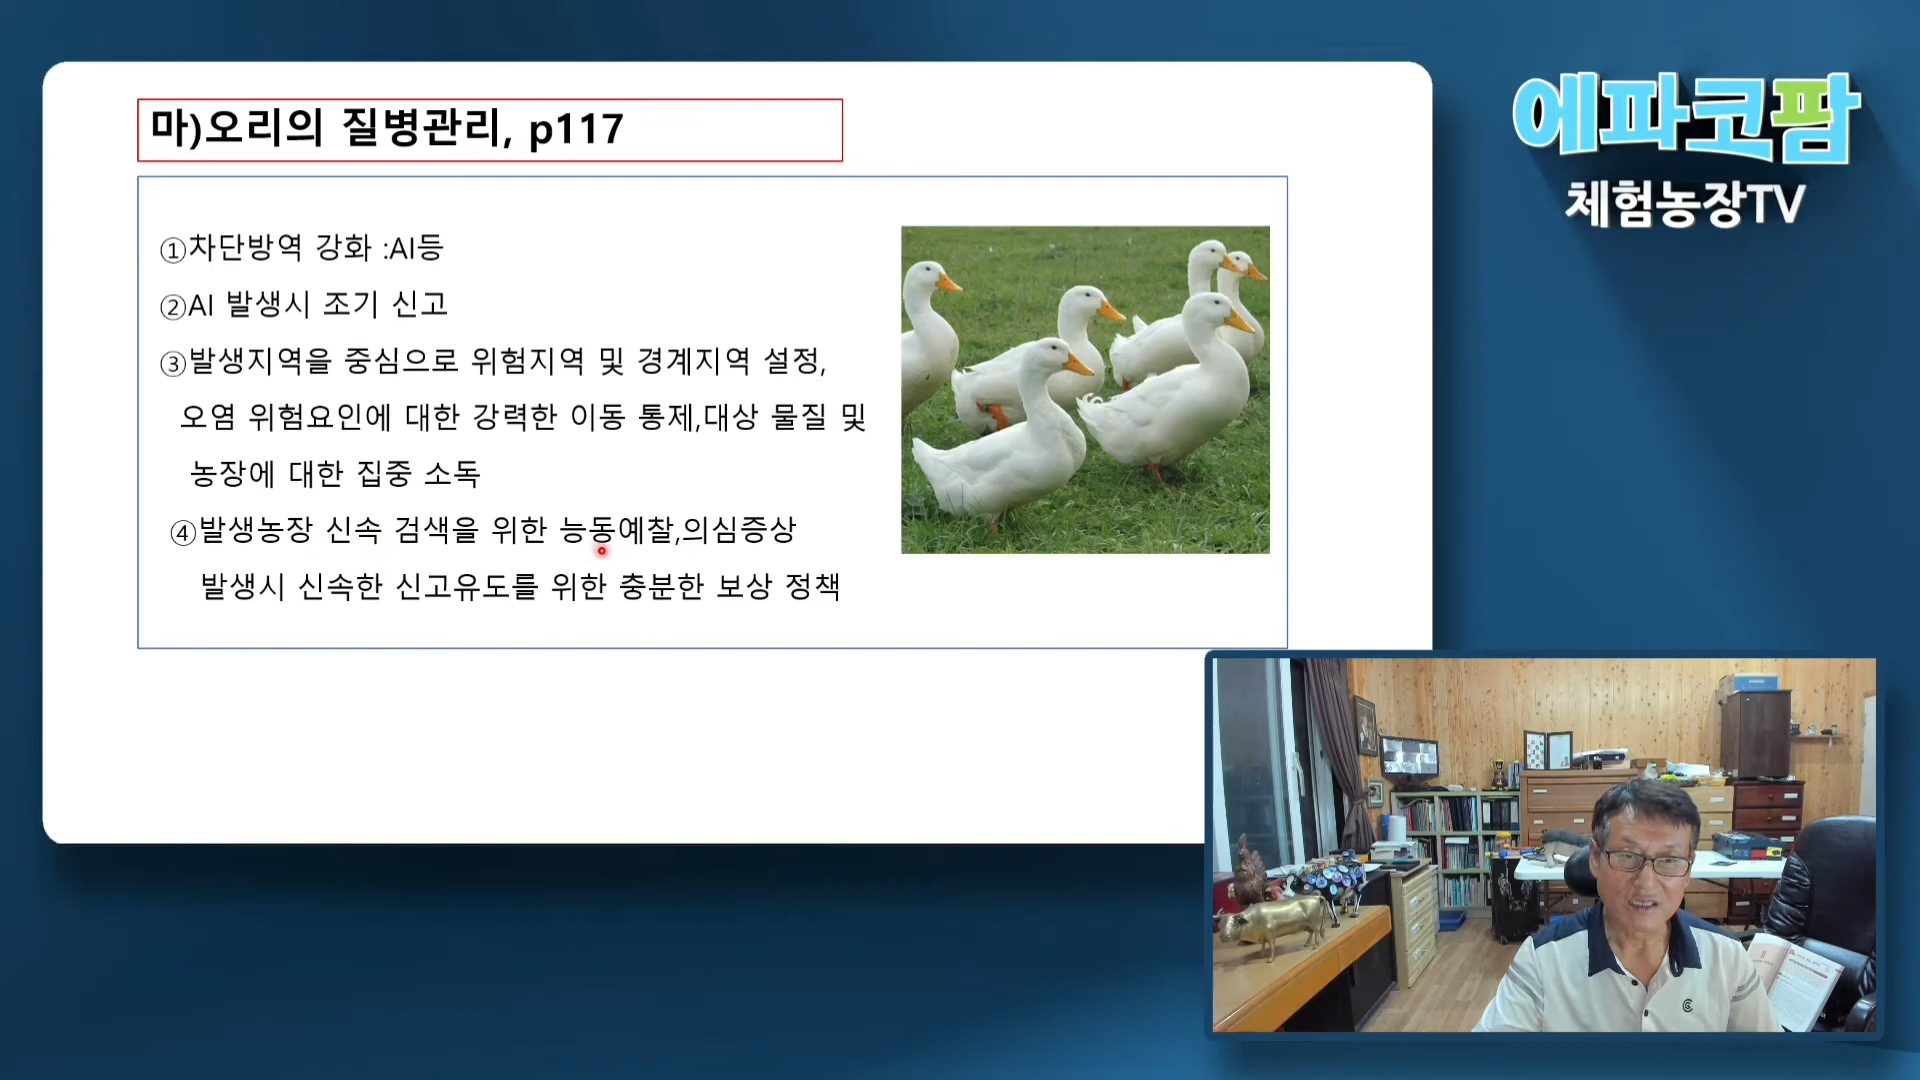 마)오리의 질병관리, p117
①차단방역 강화 :AI등
②AI 발생시 조기 신고
③발생지역을 중심으로 위험지역 및 경계지역 설정,
오염 위험요인에 대한 강력한 이동 통제,대상 물질 및
농장에 대한 집중 소독
④발생농장 신속 검색을 위한 능동예찰,의심증상
발생시 신속한 신고유도를 위한 충분한 보상 정책
에파코팜
체험농장TV